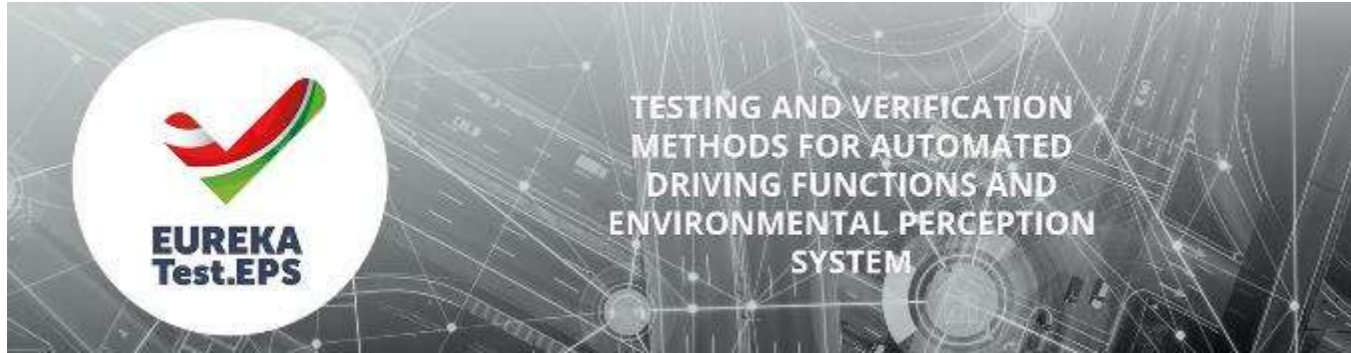 EUREKA
Test.EPS
TESTING AND VERIFICATION
METHODS FOR AUTOMATED
DRIVING FUNCTIONS AND
ENVIRONMENTAL PERCEPTION
SYSTEM